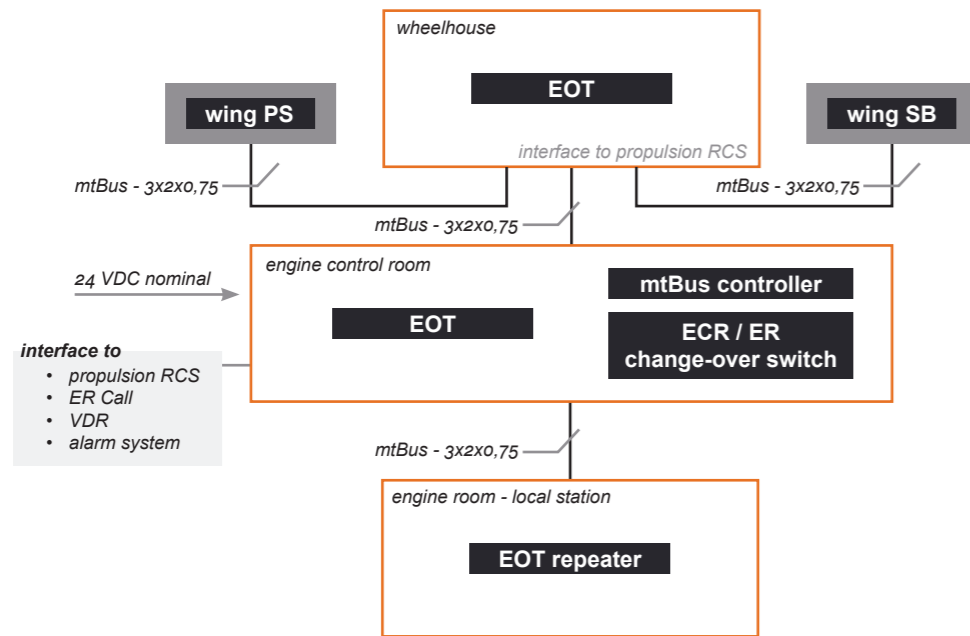 wheelhouse
EOT
wing PS
wing SB
interface to propulsion RCS
mtBus - 3x2x0,75
mtBus - 3x2x0,75
mtBus - 3x2x0,75
engine control room
24 VDC nominal
mtBus controller
EOT
ECR / ER
change-over switch
interface to
• propulsion RCS
• ER Call
• VDR
• alarm system
mtBus - 3x2x0,75
engine room - local station
EOT repeater